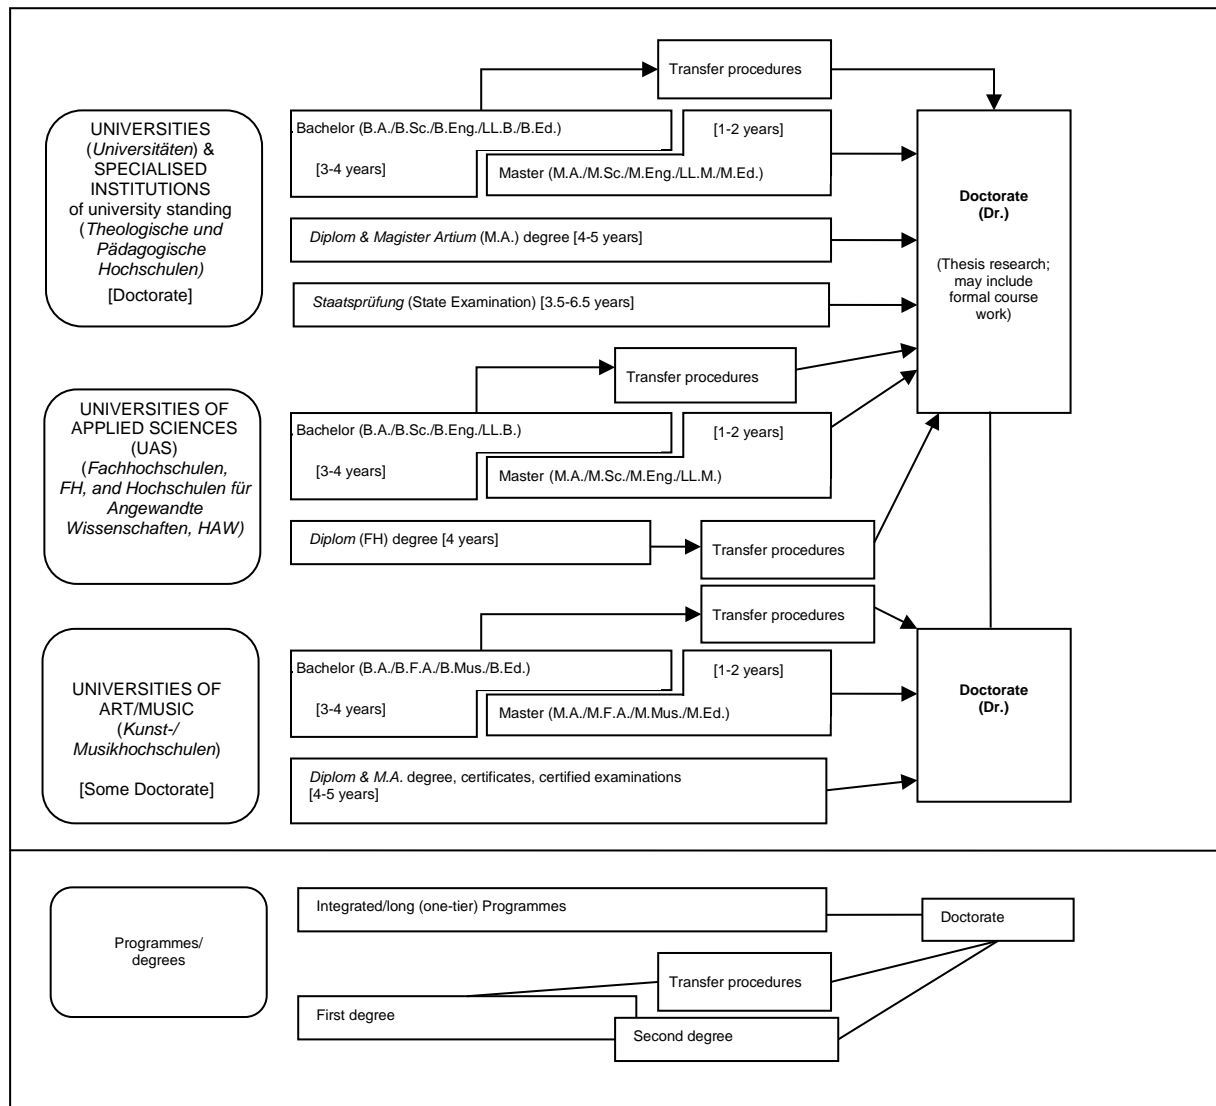 Transfer procedures
UNIVERSITIES
(Universitäten) &
SPECIALISED
INSTITUTIONS
of university standing
(Theologische und
Pädagogische
Hochschulen)
[Doctorate]
. Bachelor (B.A./B.Sc./B.Eng./LL.B./B.Ed.)
[1-2 years]
[3-4 years]
Master (M.A./M.Sc./M.Eng./LL.M./M.Ed.)
Diplom & Magister Artium (M.A.) degree [4-5 years]
Staatsprüfung (State Examination) [3.5-6.5 years]
Doctorate
(Dr.)
(Thesis research;
may include
formal course
work)
Transfer procedures
UNIVERSITIES OF
APPLIED SCIENCES
(UAS)
(Fachhochschulen,
FH, and Hochschulen für
Angewandte
Wissenschaften, HAW)
. Bachelor (B.A./B.Sc./B.Eng./LL.B.)
[1-2 years]
[3-4 years]
Master (M.A./M.Sc./M.Eng./LL.M.)
Diplom (FH) degree [4 years]
Transfer procedures
Transfer procedures
UNIVERSITIES OF
ART/MUSIC
(Kunst-/
Musikhochschulen)
[Some Doctorate]
. Bachelor (B.A./B.F.A./B.Mus./B.Ed.)
[1-2 years]
[3-4 years]
Master (M.A./M.F.A./M.Mus./M.Ed.)
Diplom & M.A. degree, certificates, certified examinations
[4-5 years]
Doctorate
(Dr.)
Programmes/
degrees
Integrated/long (one-tier) Programmes
Doctorate
Transfer procedures
First degree
Second degree